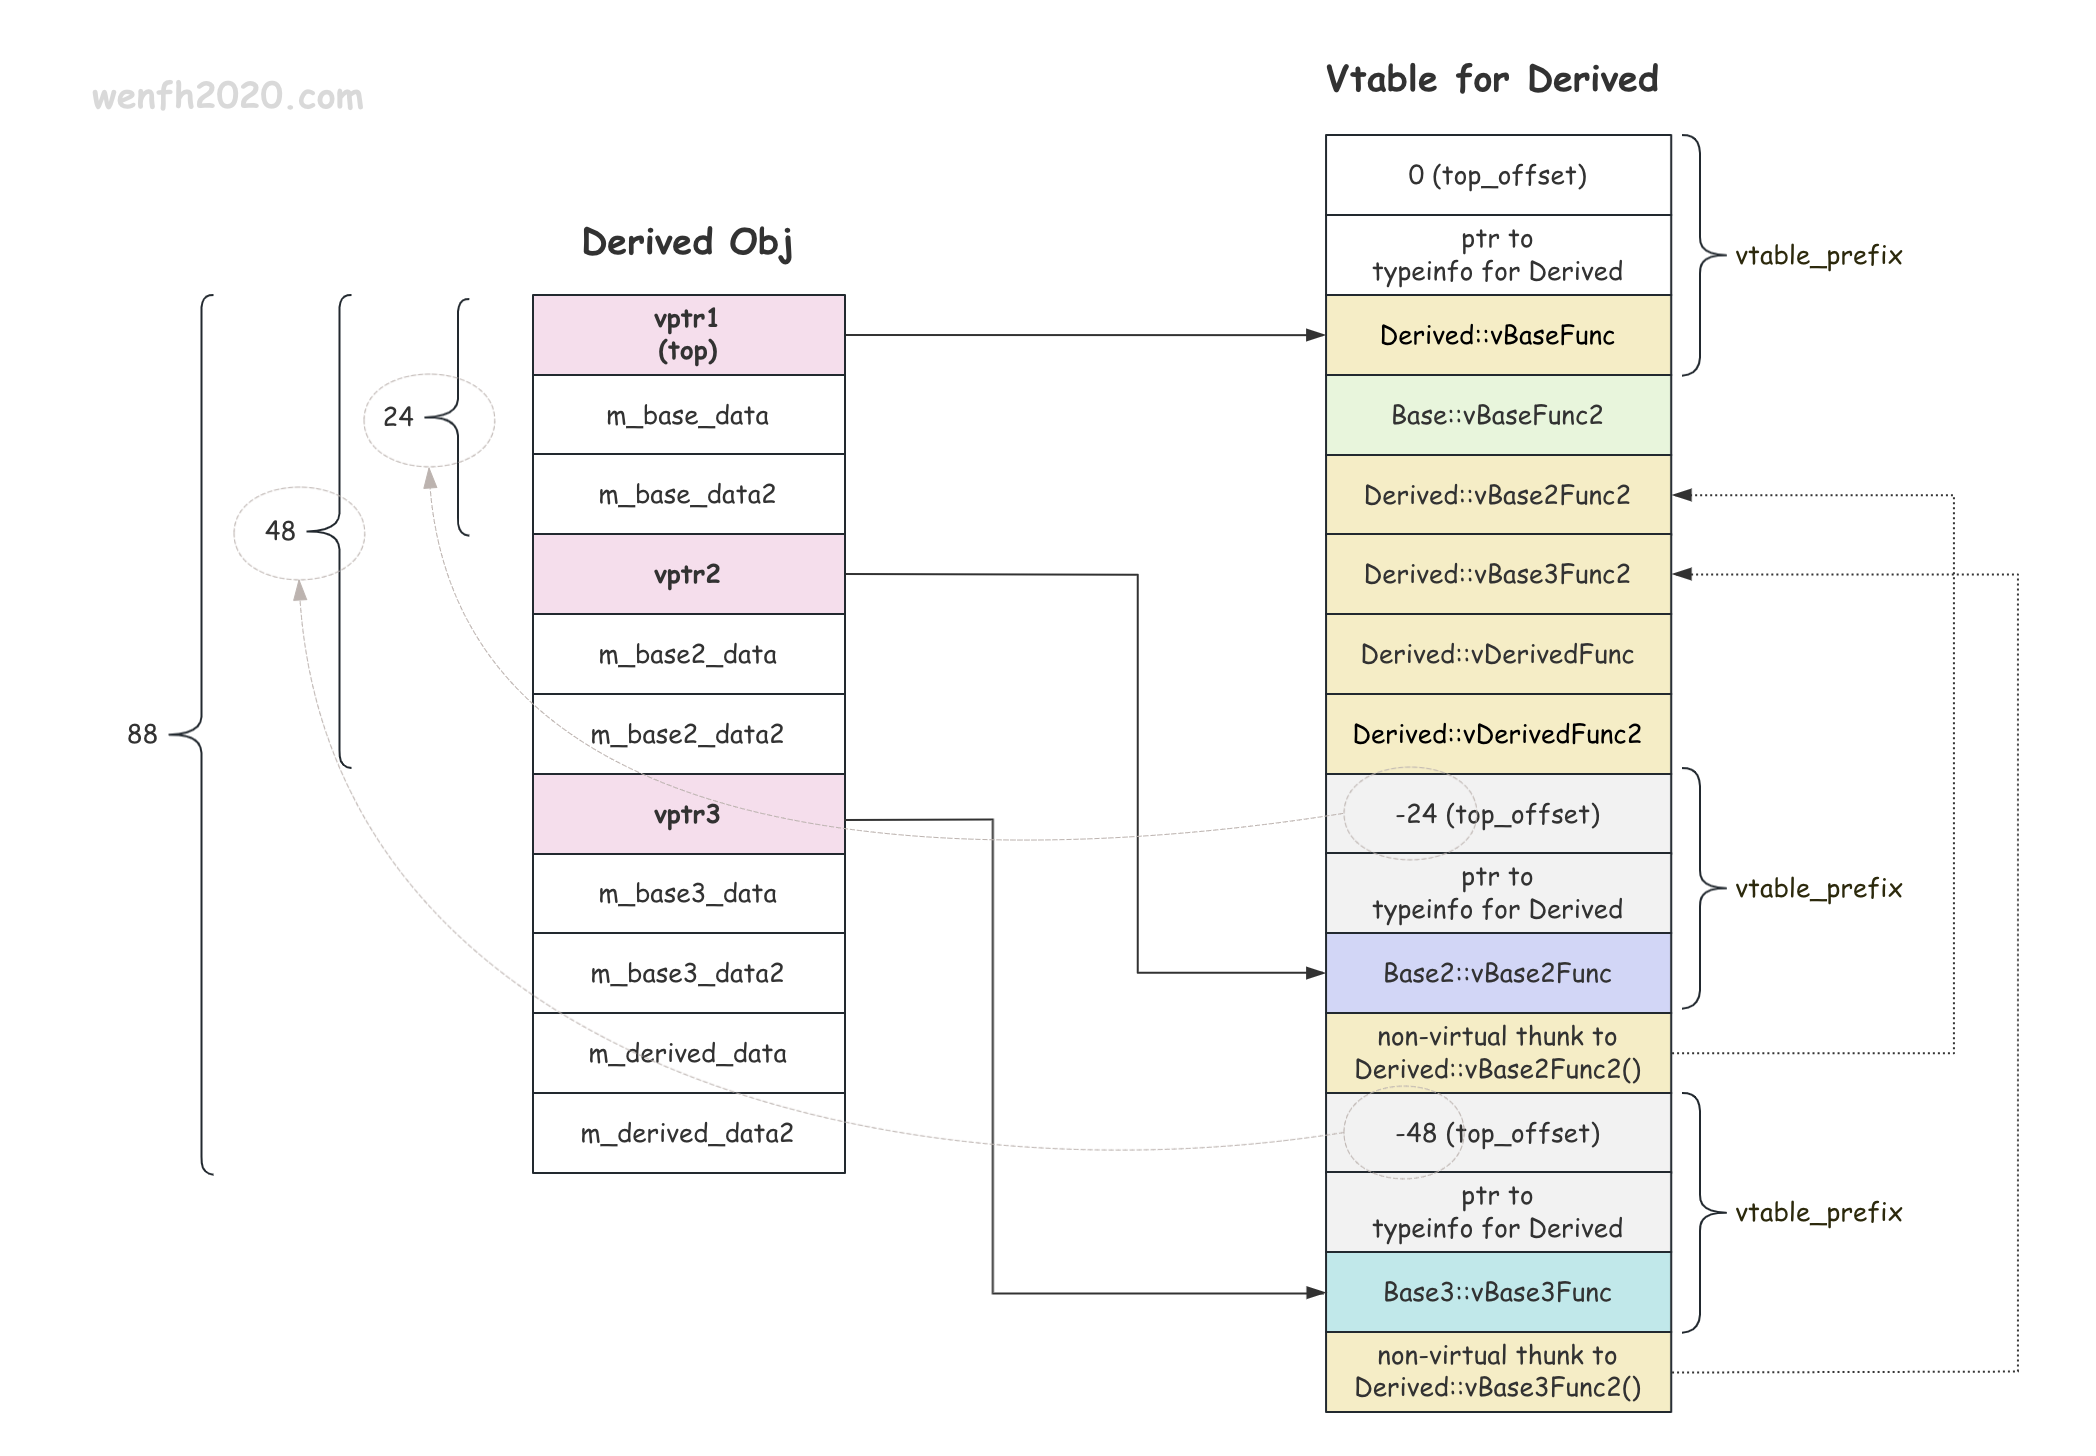 wenfh2020.com
Vtable for Derived
Derived Obj
88
48
24
vptr1
(top)
m_base_data
m_base_data2
vptr2
m_base2_data
m_base2_data2
vptr3
m_base3_data
m_base3_data2
m_derived_data
m_derived_data2
0 (top_offset)
ptr to
typeinfo for Derived
Derived::vBaseFunc
vtable_prefix
Base::vBaseFunc2
Derived::vBase2Func2
Derived::vBase3Func2
Derived::vDerivedFunc
Derived::vDerivedFunc2
-24 (top_offset)
ptr to
typeinfo for Derived
Base2::vBase2Func
vtable_prefix
non-virtual thunk to
Derived::vBase2Func2()
-48 (top_offset)
ptr to
typeinfo for Derived
Base3::vBase3Func
vtable_prefix
non-virtual thunk to
Derived::vBase3Func2()